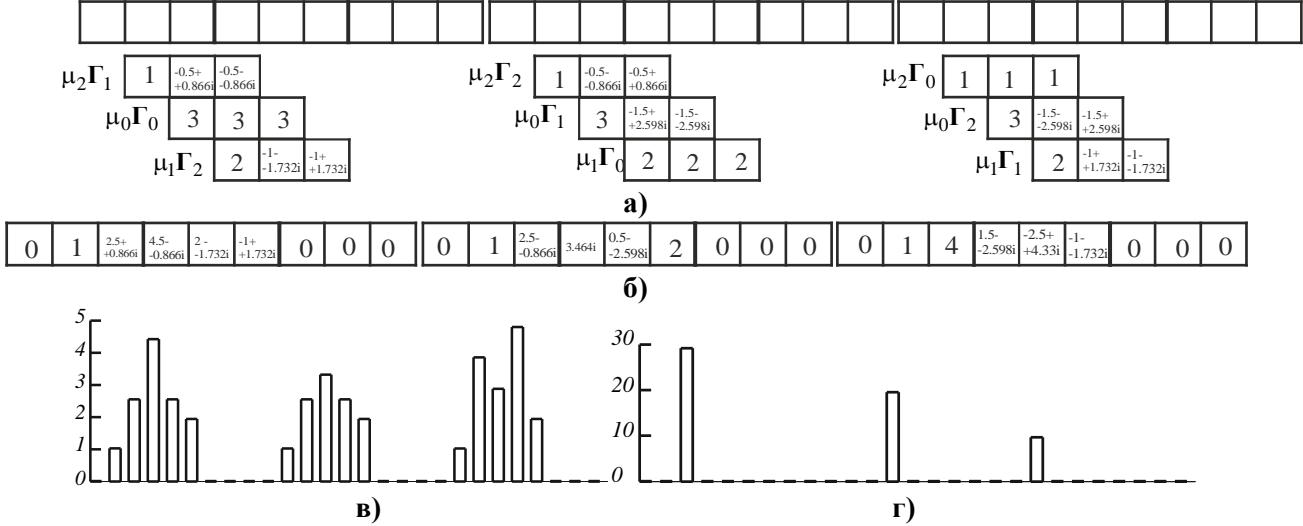 μ₂Γ₁ 1 -0.5+ +0.866i -0.5- -0.866i μ₂Γ₂ 1 -0.5- -0.866i -0.5+ +0.866i μ₂Γ₀ 1 1 1
μ₀Γ₀ 3 3 3 μ₀Γ₁ 3 -1.5+ +2.598i -1.5- -2.598i μ₀Γ₂ 3 -1.5- -2.598i -1.5+ +2.598i
μ₁Γ₂ 2 -1- -1.732i -1+ +1.732i μ₁Γ₀ 2 2 2 μ₁Γ₁ 2 -1+ +1.732i -1- -1.732i
а)
0 1 2.5+ +0.866i 4.5- -0.866i 2 - -1.732i -1+ +1.732i 0 0 0 0 1 2.5- -0.866i 3.464i 0.5- -2.598i 2 0 0 0 0 1 4 1.5- -2.598i -2.5+ +4.33i -1- -1.732i 0 0 0
б)
5
4
3
2
1
0
30
20
10
0
в) г)